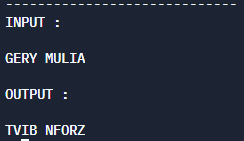 -----------------------------
INPUT :
GERY MULIA
OUTPUT :
TVIB NFORZ